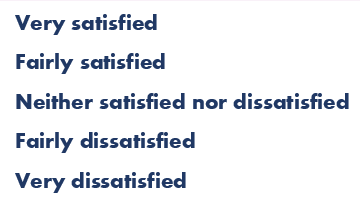 Very satisfied
Fairly satisfied
Neither satisfied nor dissatisfied
Fairly dissatisfied
Very dissatisfied